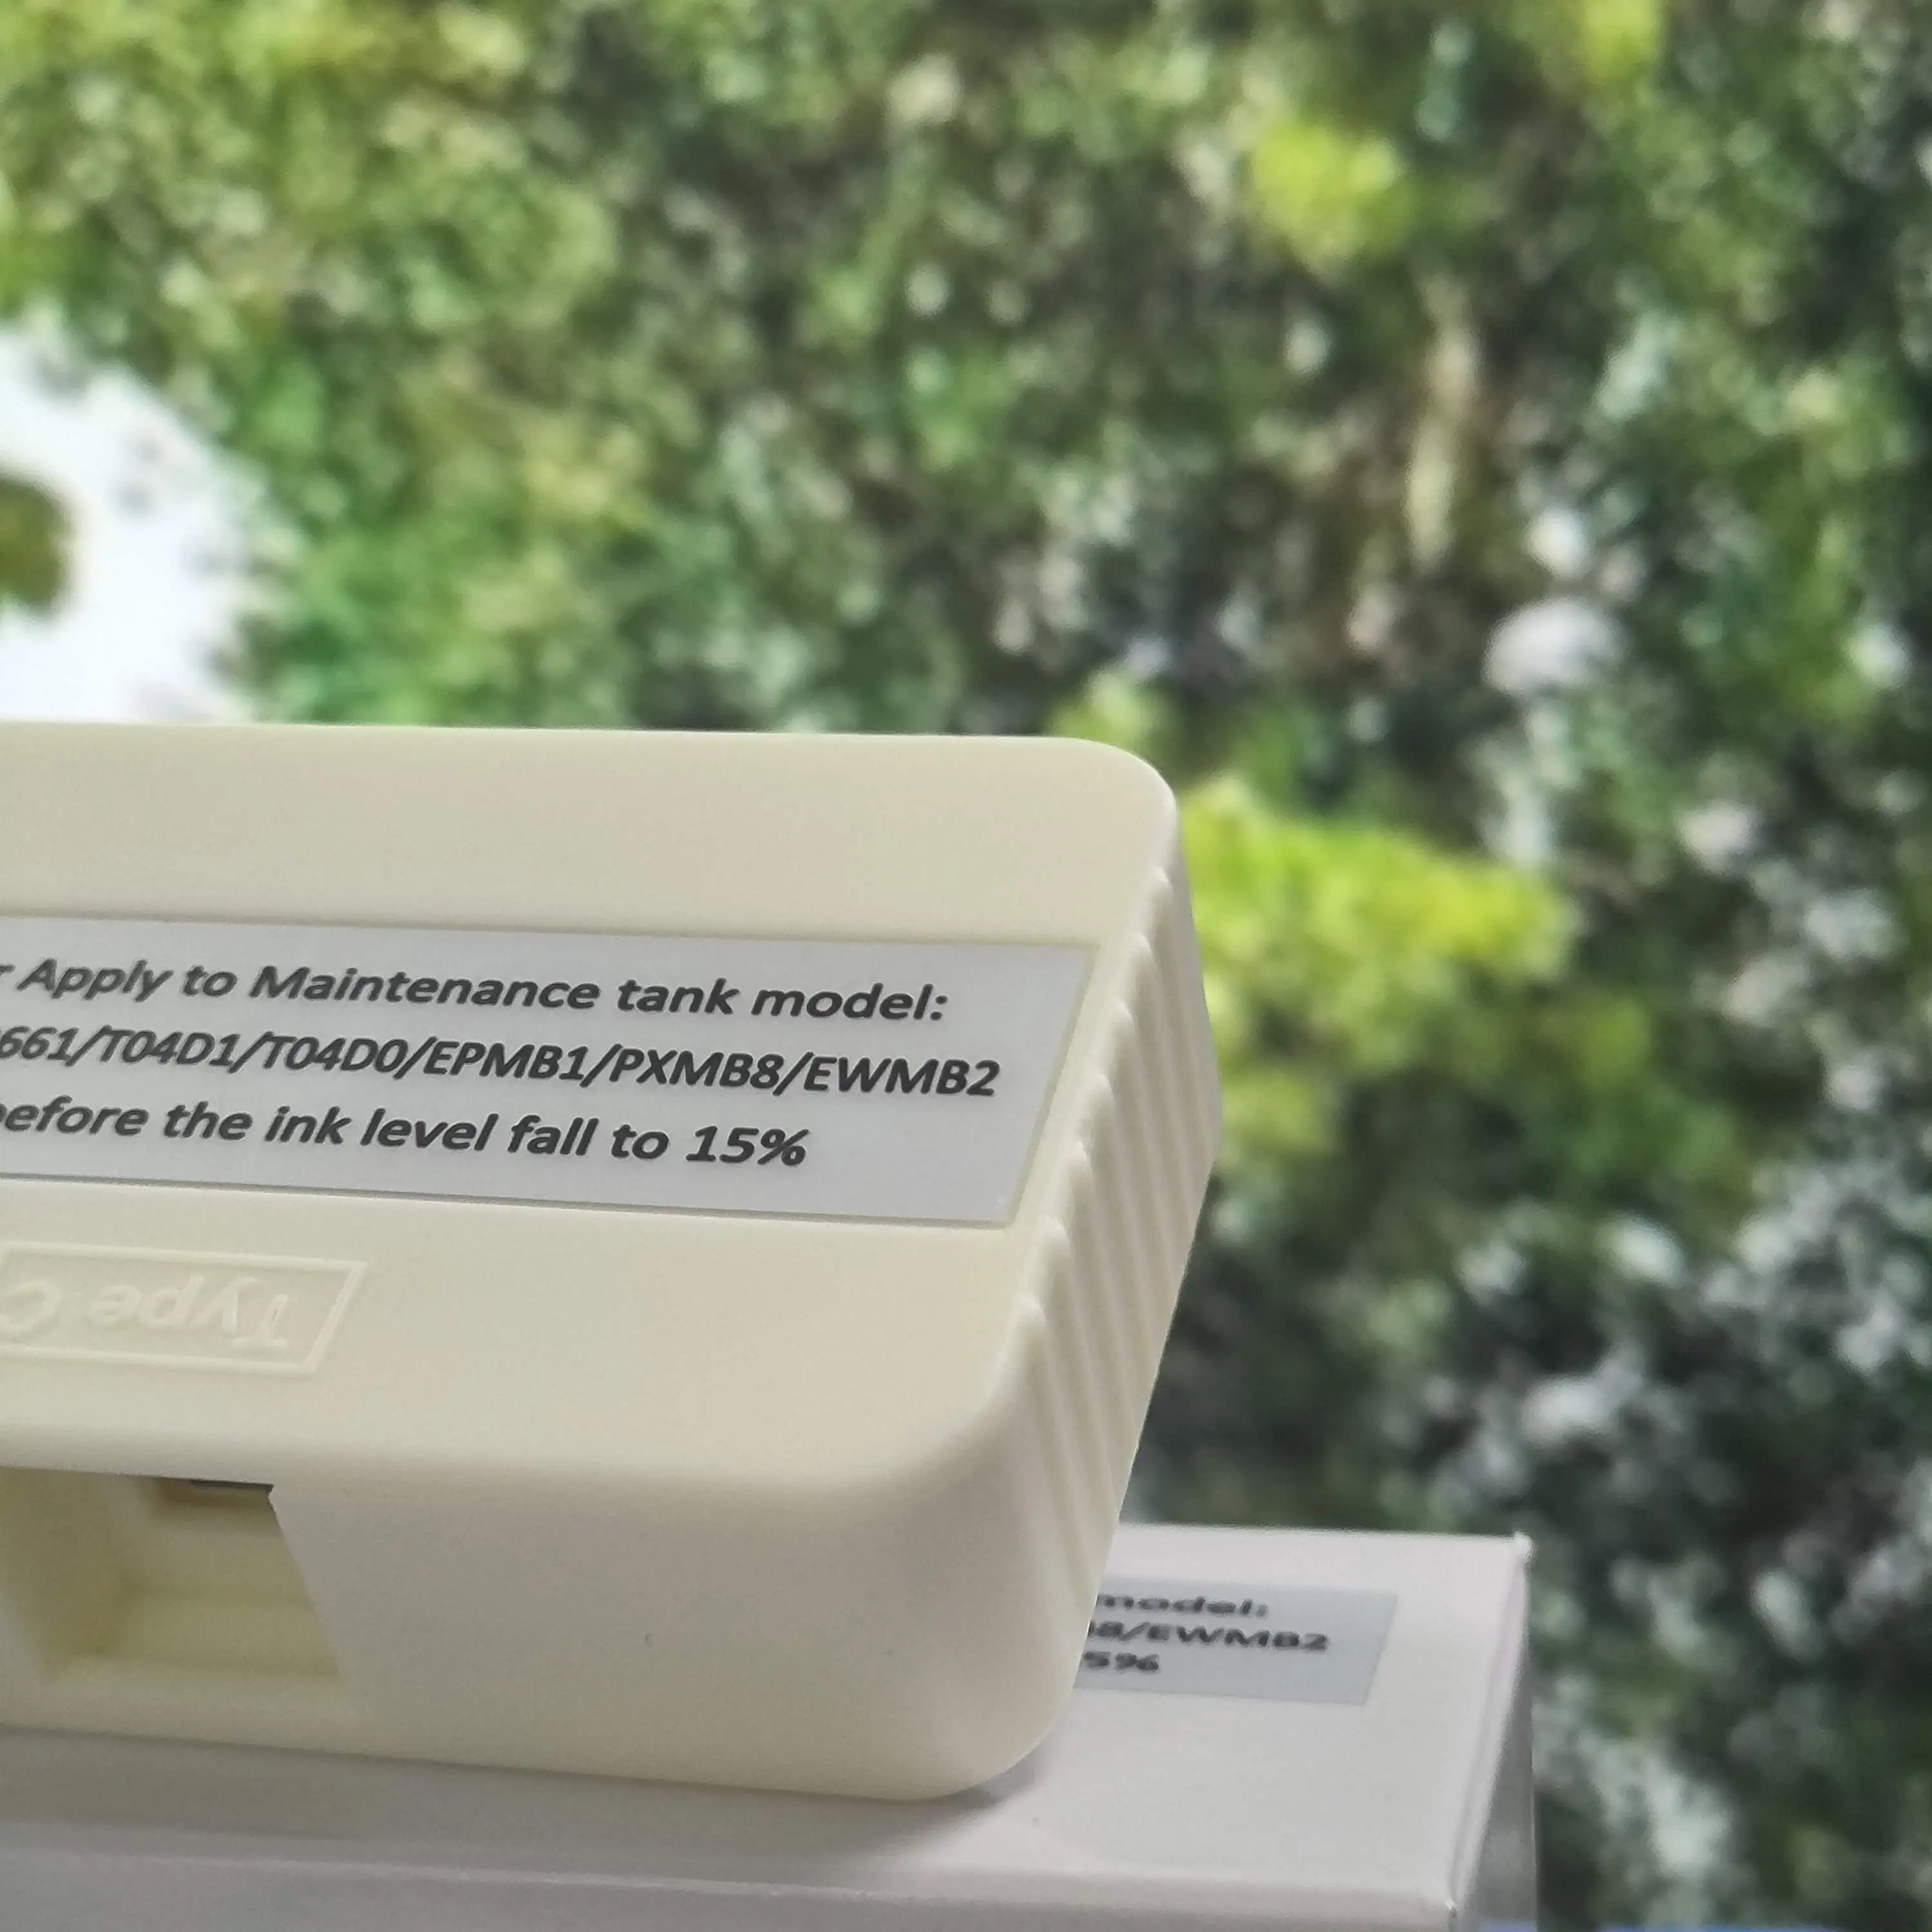 Apply to Maintenance tank model:
661/T04D1/T04D0/EPMB1/PXMB8/EWMB2
before the ink level fall to 15%
Type C
model:
8/EWMB2
5%